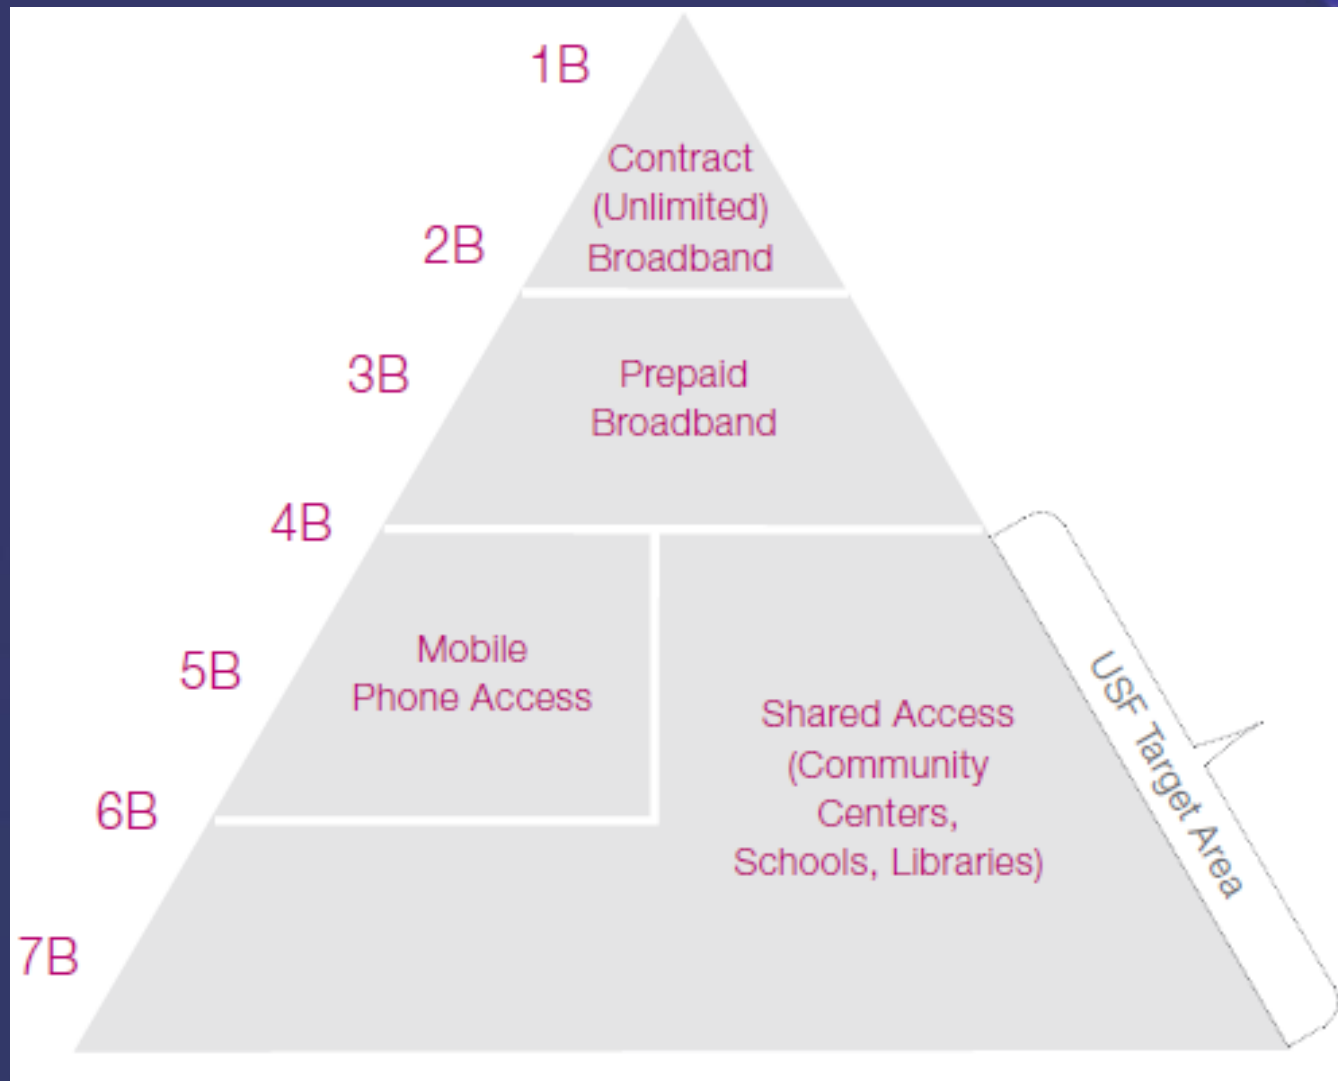 1B
Contract
(Unlimited)
Broadband
2B
3B
Prepaid
Broadband
4B
Mobile
Phone Access
5B
Shared Access
(Community
Centers,
Schools, Libraries)
USF Target Area
6B
7B